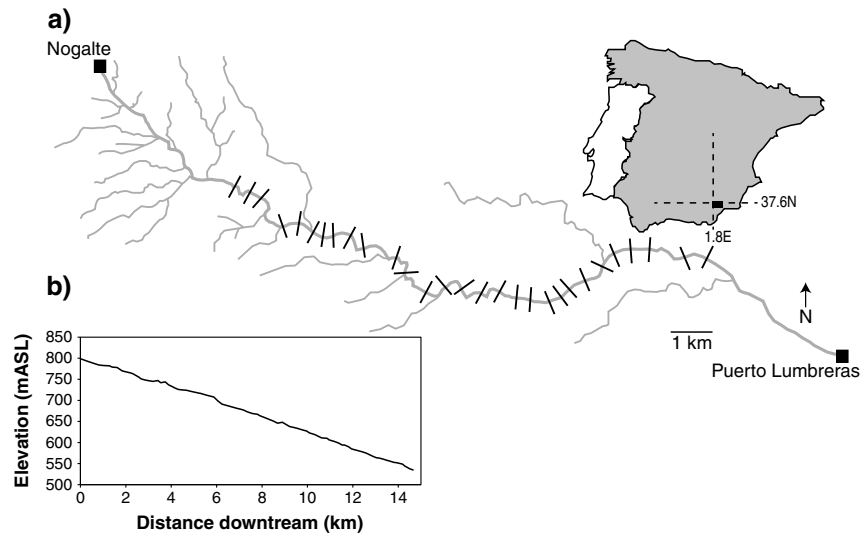 a)
Nogalte
37.6N
1.8E
N
1 km
Puerto Lumbreras
b)
Elevation (mASL)
850
800
750
700
650
600
550
500
0 2 4 6 8 10 12 14
Distance downtream (km)